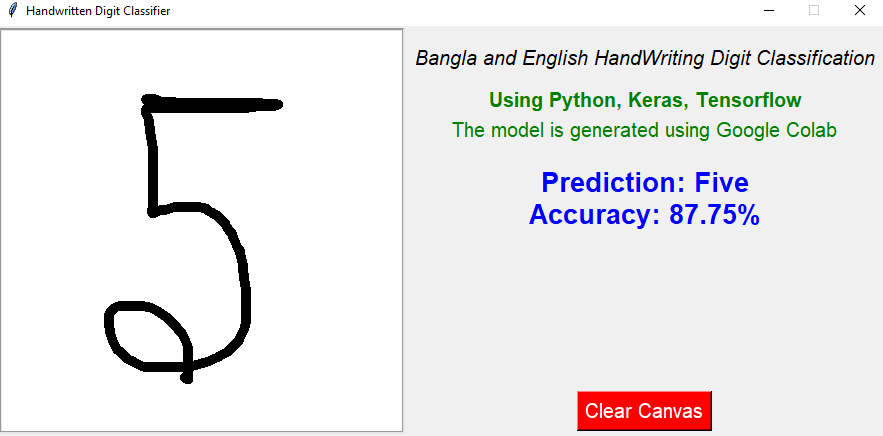 Handwritten Digit Classifier
5
Bangla and English HandWriting Digit Classification
Using Python, Keras, Tensorflow
The model is generated using Google Colab
Prediction: Five
Accuracy: 87.75%
Clear Canvas